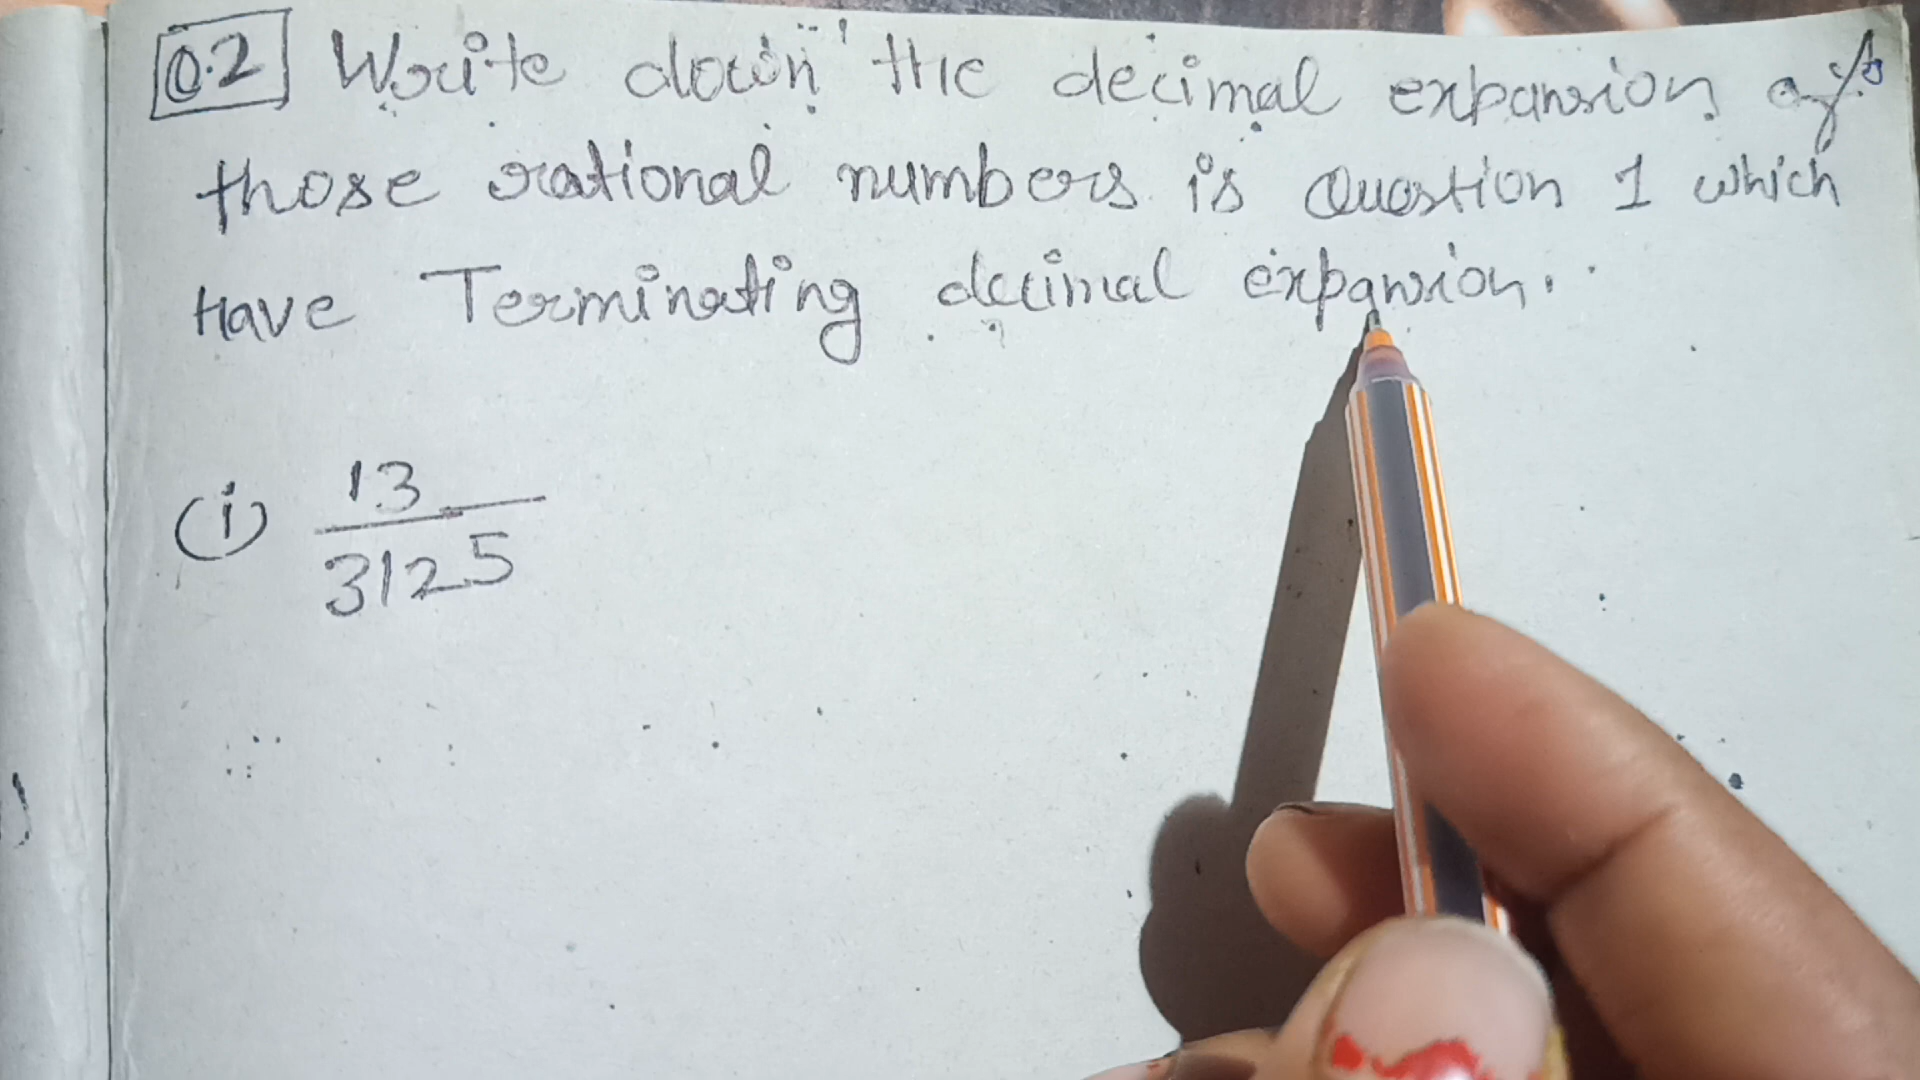 Q.2 Write down the decimal expansion of
those rational numbers is Question 1 which
Have Terminating decimal expansion.
(i) 13
3125